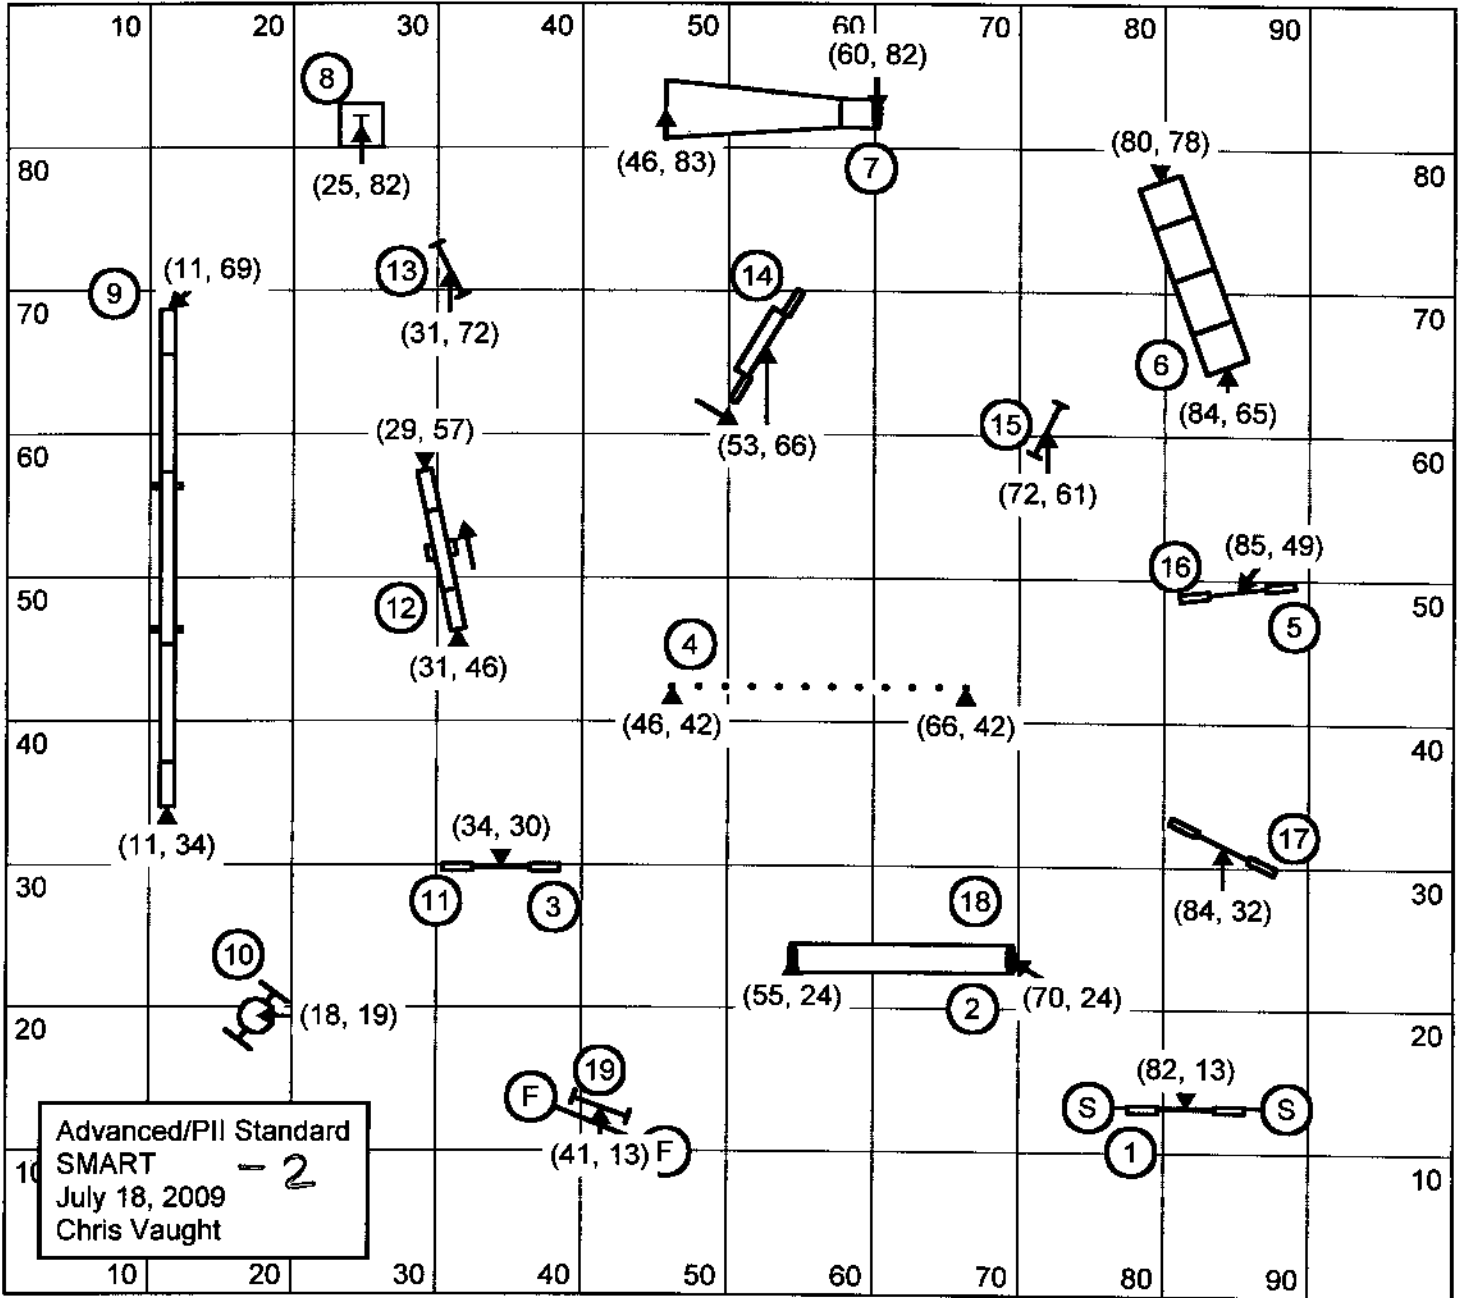 10 20 30 50 60 70 80 90
(60, 82)
8
80 (25, 82) (46, 83) 7 (80, 78) 80
9 (11, 69) 13 14
70 (31, 72) 6 70
(29, 57) (53, 66) 15 (84, 65)
60 (72, 61) 60
16 (85, 49)
50 12 5 50
(31, 46) 4
(46, 42) (66, 42)
40 40
(11, 34) (34, 30) 17
30 11 3 18 (84, 32) 30
10
(18, 19) (55, 24) 2 (70, 24)
20 20
F 19 (82, 13)
S S
(41, 13) F 1
10 10
Advanced/PII Standard
SMART - 2
July 18, 2009
Chris Vaught
10 20 30 40 50 60 70 80 90